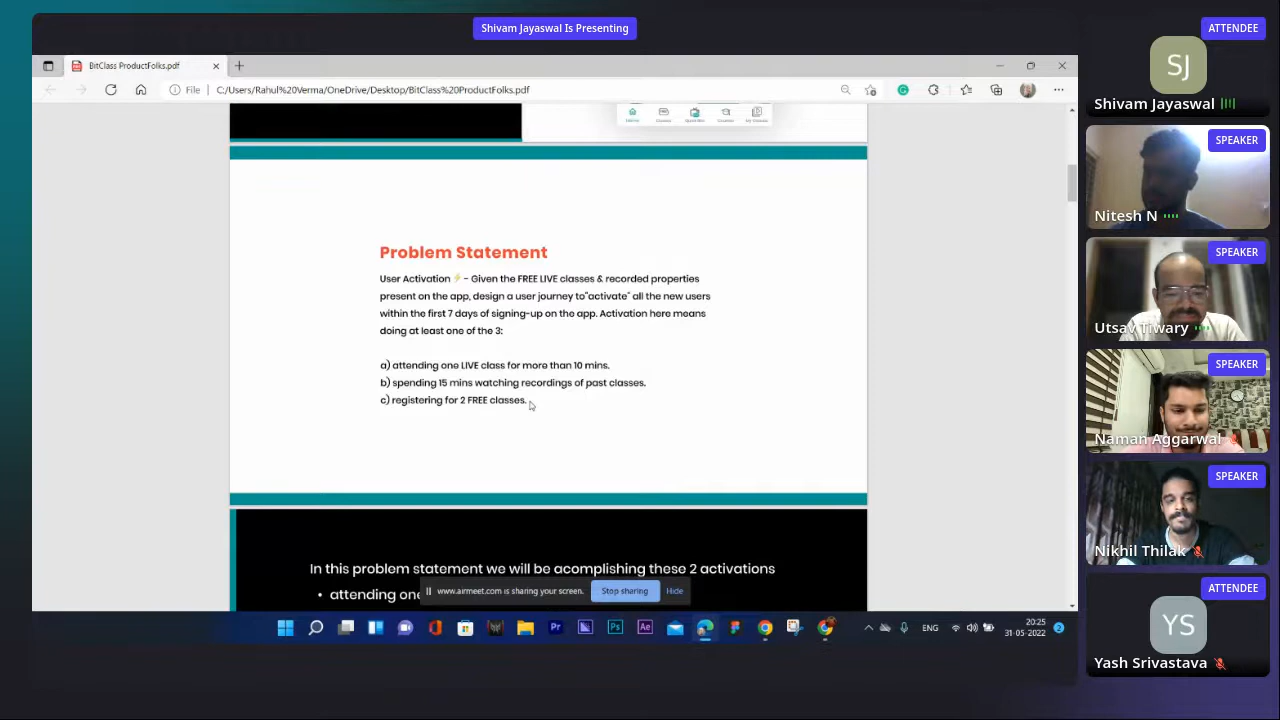 Shivam Jayaswal Is Presenting
BitClass ProductFolks.pdf
File
C:/Users/Rahul%20Verma/OneDrive/Desktop/BitClass%20ProductFolks.pdf
Problem Statement
User Activation ⚡ - Given the FREE LIVE classes & recorded properties
present on the app, design a user journey to"activate" all the new users
within the first 7 days of signing-up on the app. Activation here means
doing at least one of the 3:
a) attending one LIVE class for more than 10 mins.
b) spending 15 mins watching recordings of past classes.
c) registering for 2 FREE classes.
In this problem statement we will be acomplishing these 2 activations
• attending one
www.airmeet.com is sharing your screen.
Stop sharing
Hide
Pr
Ps
Ae
ENG
20:25
31-05-2022
2
ATTENDEE
SJ
Shivam Jayaswal
SPEAKER
Nitesh N
SPEAKER
Utsav Tiwary
SPEAKER
Naman Aggarwal
SPEAKER
Nikhil Thilak
ATTENDEE
YS
Yash Srivastava